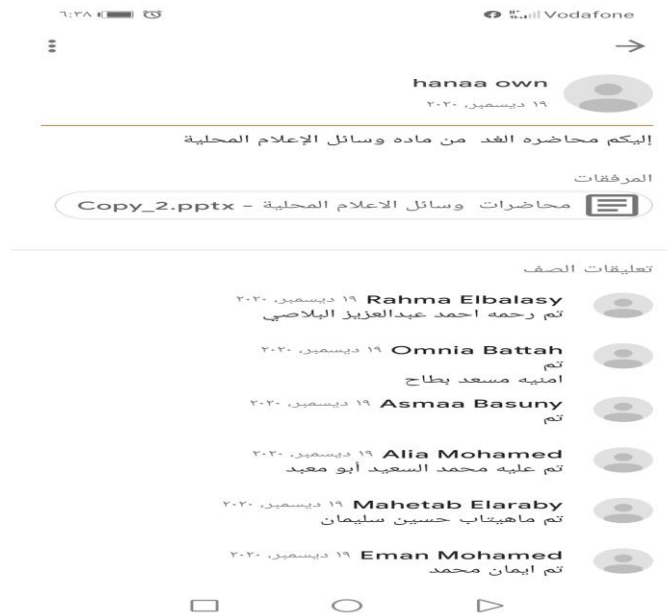 ٦:٣٨
Vodafone
hanaa own
١٩ ديسمبر، ٢٠٢٠
إليكم محاضره الغد من ماده وسائل الإعلام المحلية
المرفقات
محاضرات وسائل الاعلام المحلية – Copy_2.pptx
تعليقات الصف
Rahma Elbalasy ١٩ ديسمبر، ٢٠٢٠
تم رحمه احمد عبدالعزيز البلاصي
Omnia Battah ١٩ ديسمبر، ٢٠٢٠
تم
امنيه مسعد بطاح
Asmaa Basuny ١٩ ديسمبر، ٢٠٢٠
تم
Alia Mohamed ١٩ ديسمبر، ٢٠٢٠
تم عليه محمد السعيد أبو معبد
Mahetab Elaraby ١٩ ديسمبر، ٢٠٢٠
تم ماهيتاب حسين سليمان
Eman Mohamed ١٩ ديسمبر، ٢٠٢٠
تم ايمان محمد